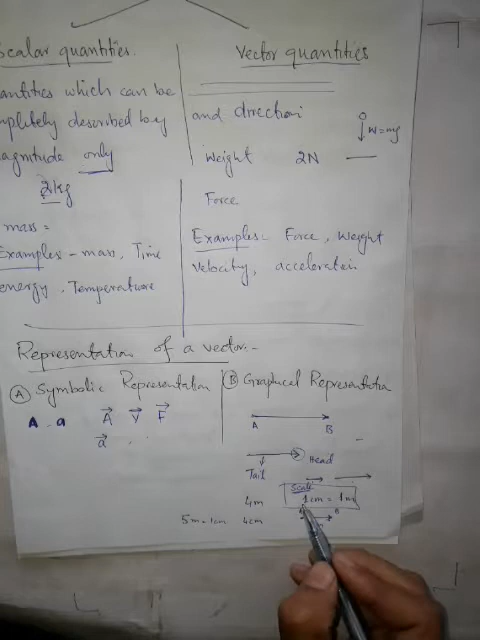 Scalar quantities.
antities which can be
mpletely described by
agnitude only
2kg
mass =
Examples - mass, Time
energy, Temperature
Vector quantities
and direction
W=mg
Weight 2N
Force
Examples:- Force, Weight
Velocity, acceleration
Representation of a vector:-
(A) Symbolic Representation
A . a A V F
a
(B) Graphical Representation
A B
Tail Head
Scale
4m 1cm = 1m
5m=1cm 4cm
A B